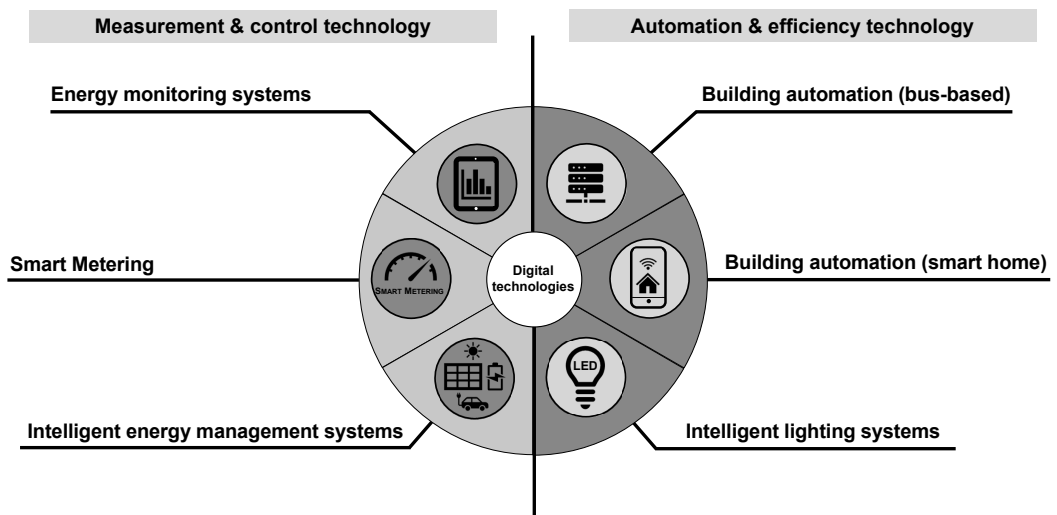 Measurement & control technology
Automation & efficiency technology
Energy monitoring systems
Building automation (bus-based)
Smart Metering
SMART METERING
Digital
technologies
Building automation (smart home)
LED
Intelligent energy management systems
Intelligent lighting systems